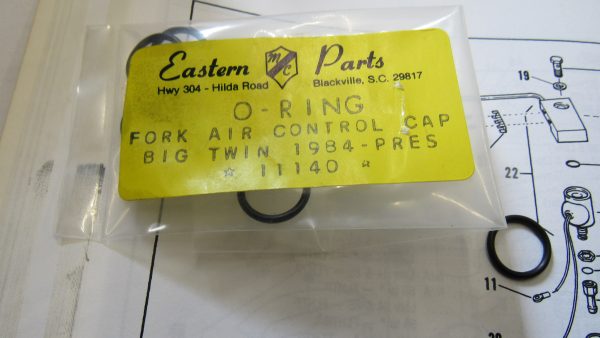 Eastern MC Parts
Hwy 304 - Hilda Road Blackville, S.C. 29817
O-RING
FORK AIR CONTROL CAP
BIG TWIN 1984-PRES
* 11140 *
19
22
11